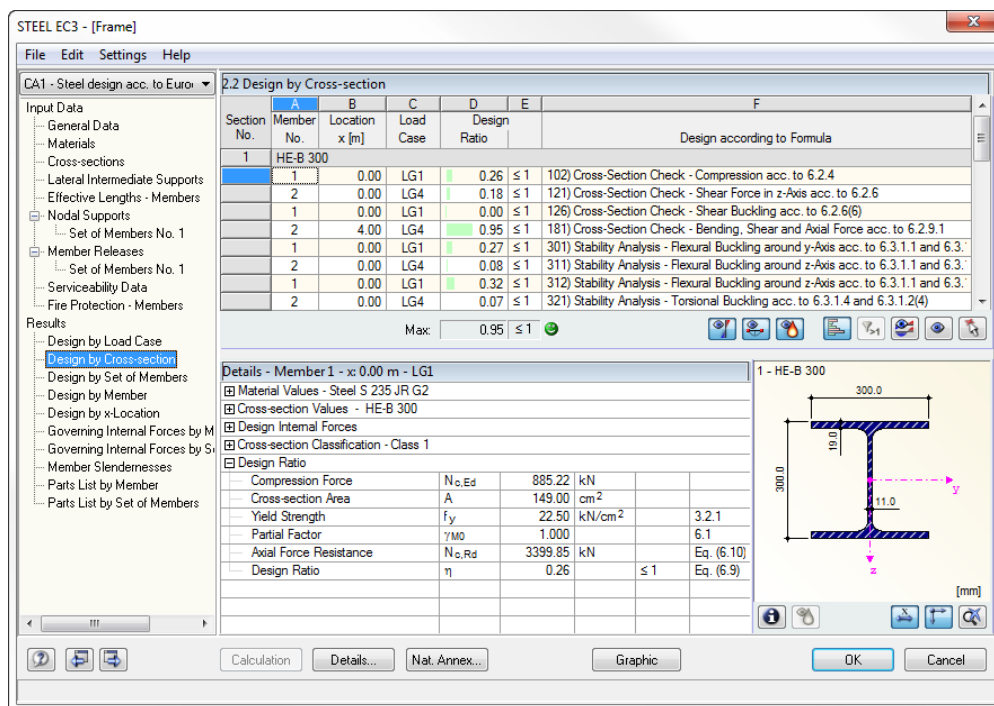 STEEL EC3 - [Frame]
File Edit Settings Help
CA1 - Steel design acc. to Euro
Input Data
General Data
Materials
Cross-sections
Lateral Intermediate Supports
Effective Lengths - Members
Nodal Supports
Set of Members No. 1
Member Releases
Set of Members No. 1
Serviceability Data
Fire Protection - Members
Results
Design by Load Case
Design by Cross-section
Design by Set of Members
Design by Member
Design by x-Location
Governing Internal Forces by M
Governing Internal Forces by S
Member Slendernesses
Parts List by Member
Parts List by Set of Members
2.2 Design by Cross-section
A B C D E F
Section Member Location Load Design
No. No. x [m] Case Ratio Design according to Formula
1 HE-B 300
1 0.00 LG1 0.26 ≤ 1 102) Cross-Section Check - Compression acc. to 6.2.4
2 0.00 LG4 0.18 ≤ 1 121) Cross-Section Check - Shear Force in z-Axis acc. to 6.2.6
1 0.00 LG1 0.00 ≤ 1 126) Cross-Section Check - Shear Buckling acc. to 6.2.6(6)
2 4.00 LG4 0.95 ≤ 1 181) Cross-Section Check - Bending, Shear and Axial Force acc. to 6.2.9.1
1 0.00 LG1 0.27 ≤ 1 301) Stability Analysis - Flexural Buckling around y-Axis acc. to 6.3.1.1 and 6.3.
2 0.00 LG4 0.08 ≤ 1 311) Stability Analysis - Flexural Buckling around z-Axis acc. to 6.3.1.1 and 6.3.
1 0.00 LG1 0.32 ≤ 1 312) Stability Analysis - Flexural Buckling around z-Axis acc. to 6.3.1.1 and 6.3.
2 0.00 LG4 0.07 ≤ 1 321) Stability Analysis - Torsional Buckling acc. to 6.3.1.4 and 6.3.1.2(4)
Max: 0.95 ≤ 1
Details - Member 1 - x: 0.00 m - LG1
Material Values - Steel S 235 JR G2
Cross-section Values - HE-B 300
Design Internal Forces
Cross-section Classification - Class 1
Design Ratio
Compression Force Nc,Ed 885.22 kN
Cross-section Area A 149.00 cm2
Yield Strength fy 22.50 kN/cm2 3.2.1
Partial Factor γM0 1.000 6.1
Axial Force Resistance Nc,Rd 3399.85 kN Eq. (6.10)
Design Ratio η 0.26 ≤ 1 Eq. (6.9)
1 - HE-B 300
300.0
19.0
300.0
11.0
y
z
[mm]
Calculation Details... Nat. Annex... Graphic OK Cancel